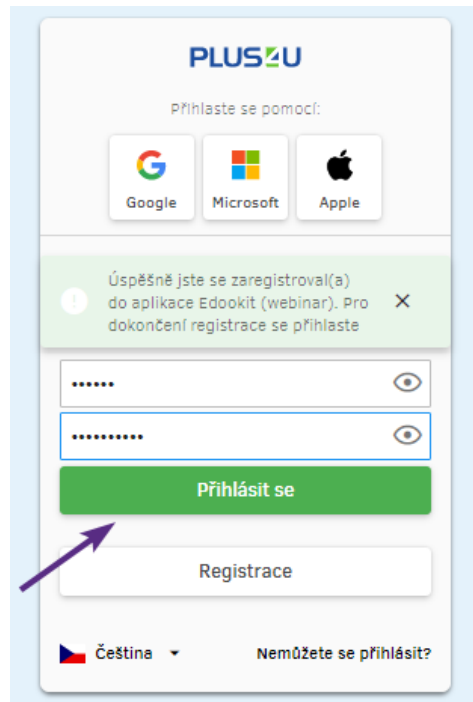 PLUS4U
Přihlaste se pomocí:
Google Microsoft Apple
Úspěšně jste se zaregistroval(a)
do aplikace Edookit (webinar). Pro
dokončení registrace se přihlaste
••••••
••••••••••
Přihlásit se
Registrace
Čeština Nemůžete se přihlásit?